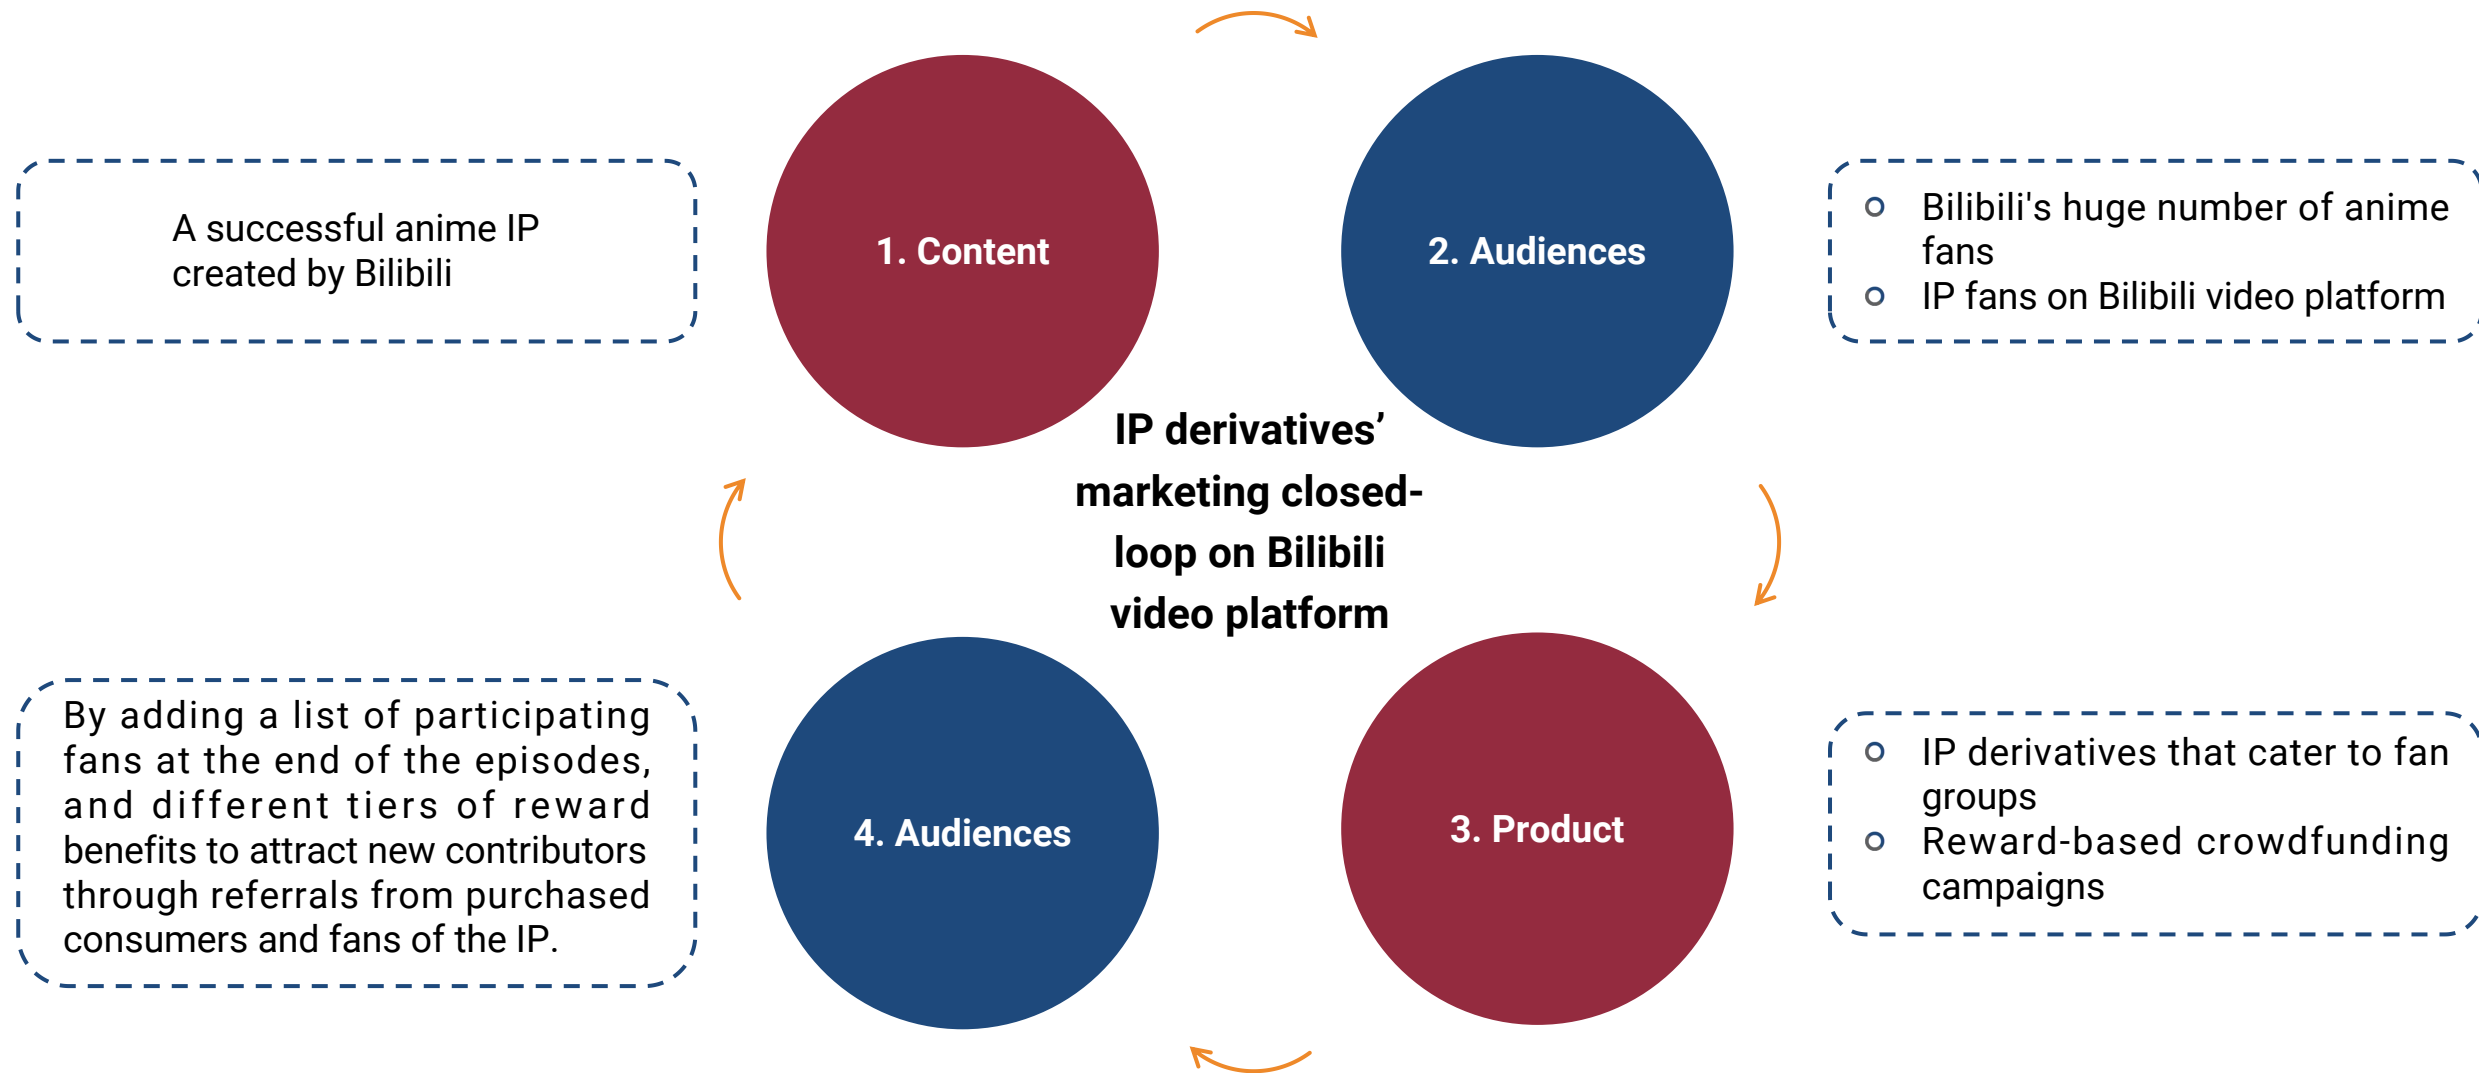 A successful anime IP
created by Bilibili
1. Content
2. Audiences
Bilibili's huge number of anime
fans
IP fans on Bilibili video platform
IP derivatives’
marketing closed-
loop on Bilibili
video platform
By adding a list of participating
fans at the end of the episodes,
and different tiers of reward
benefits to attract new contributors
through referrals from purchased
consumers and fans of the IP.
4. Audiences
3. Product
IP derivatives that cater to fan
groups
Reward-based crowdfunding
campaigns